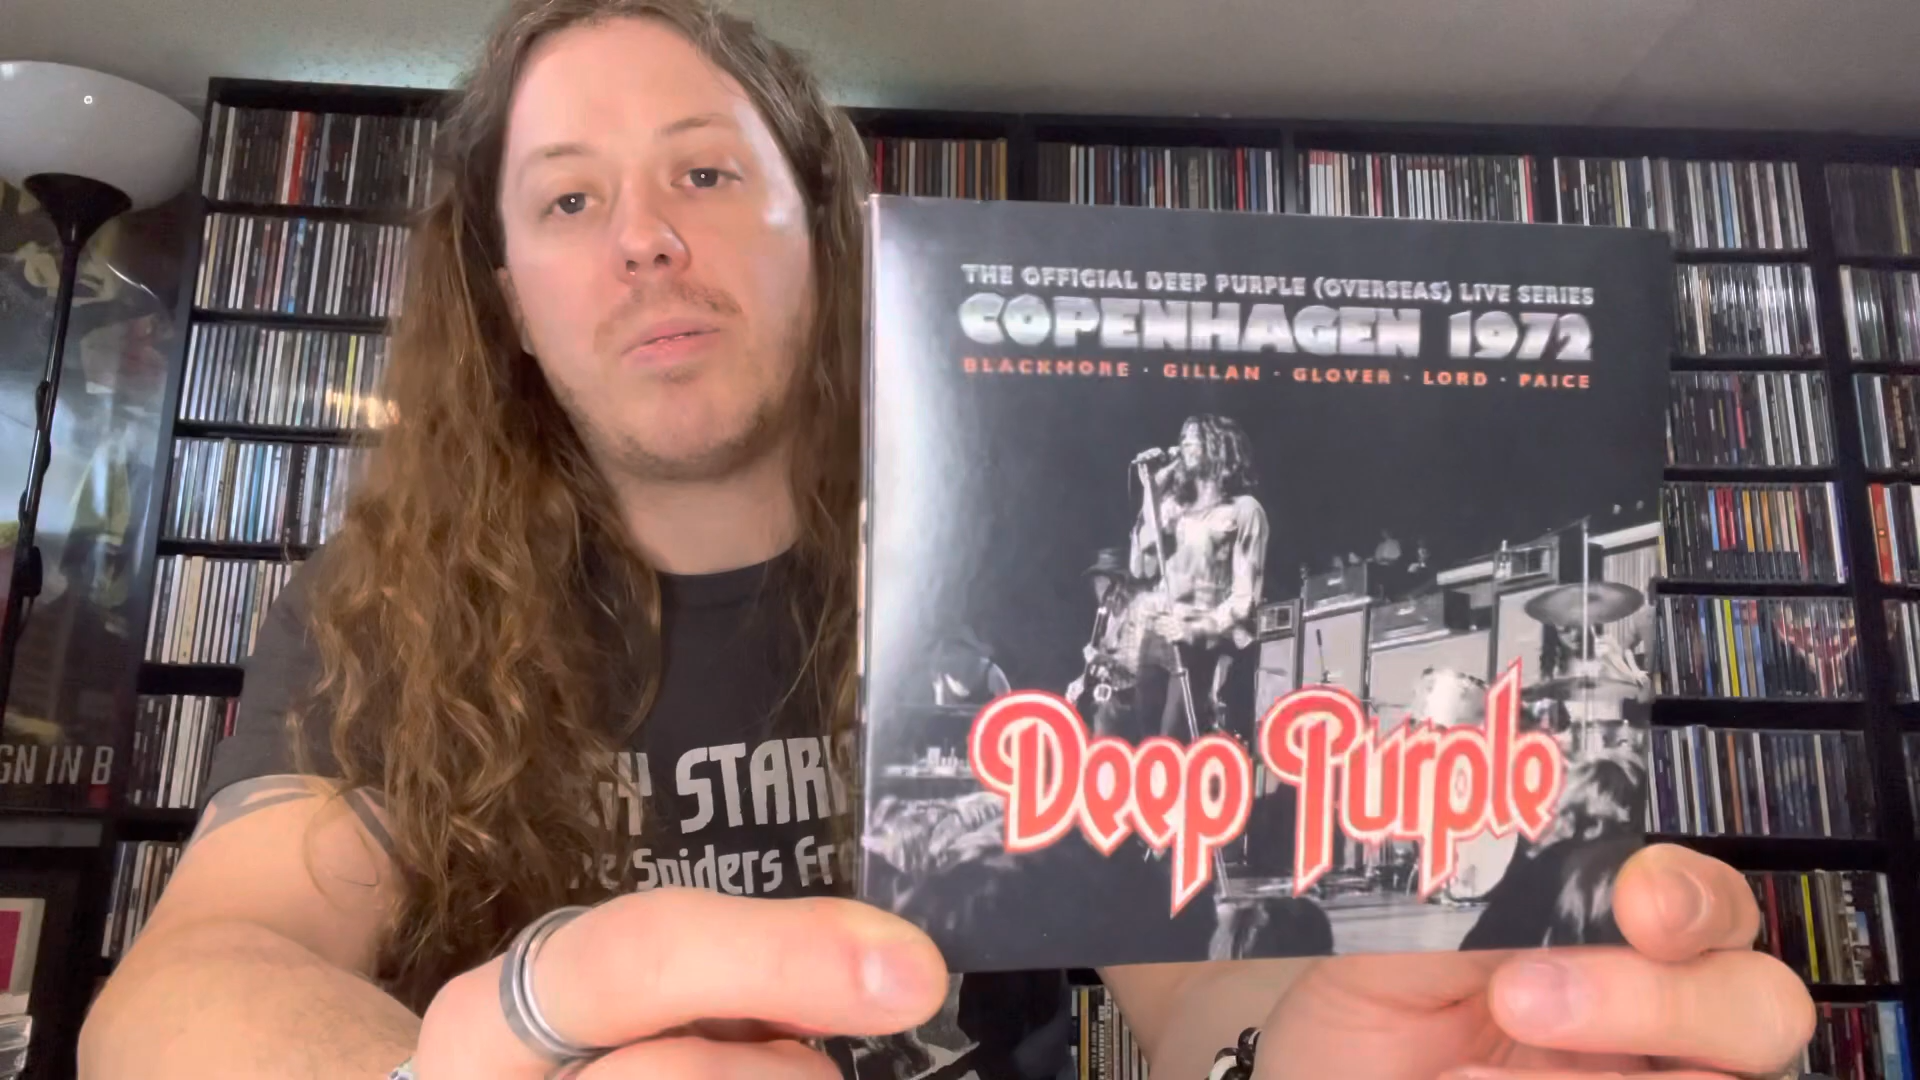 THE OFFICIAL DEEP PURPLE (OVERSEAS) LIVE SERIES
COPENHAGEN 1972
BLACKMORE · GILLAN · GLOVER · LORD · PAICE
Deep Purple
GN IN B
Y STAR
Spiders Fr